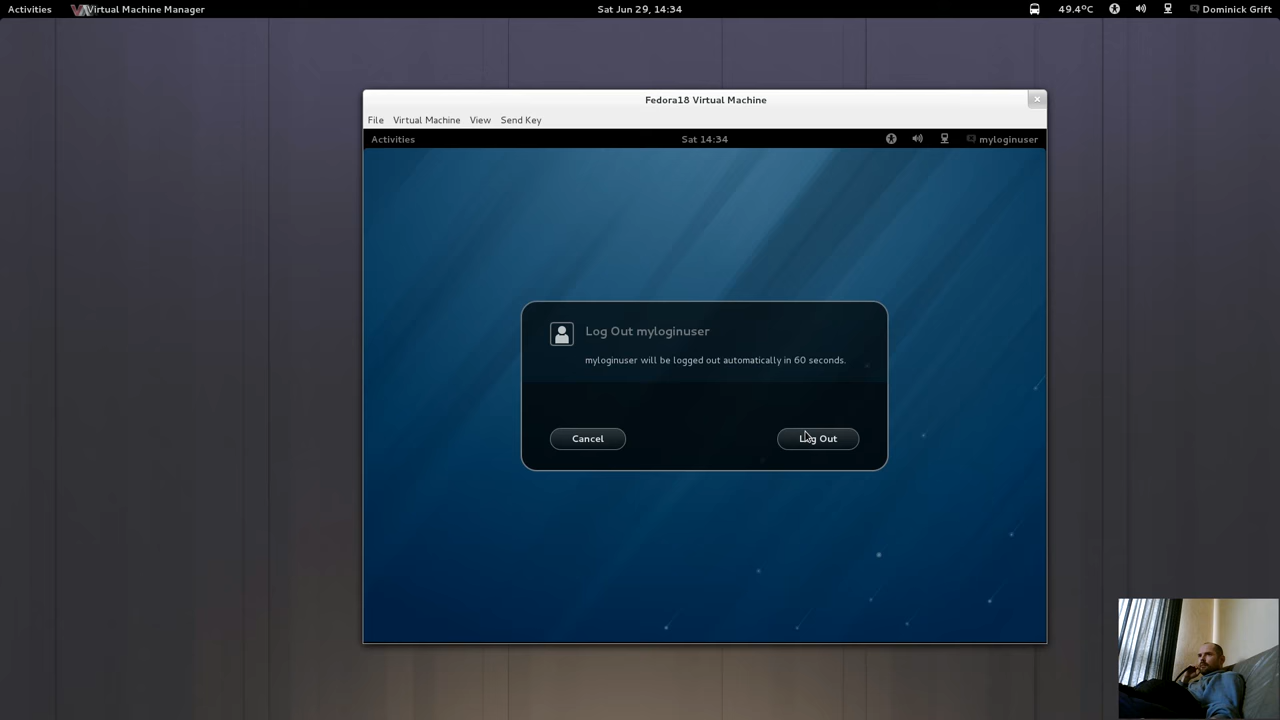 Activities Virtual Machine Manager Sat Jun 29, 14:34 49.4ºC Dominick Grift
Fedora18 Virtual Machine
File Virtual Machine View Send Key
Activities Sat 14:34 myloginuser
Log Out myloginuser
myloginuser will be logged out automatically in 60 seconds.
Cancel Log Out